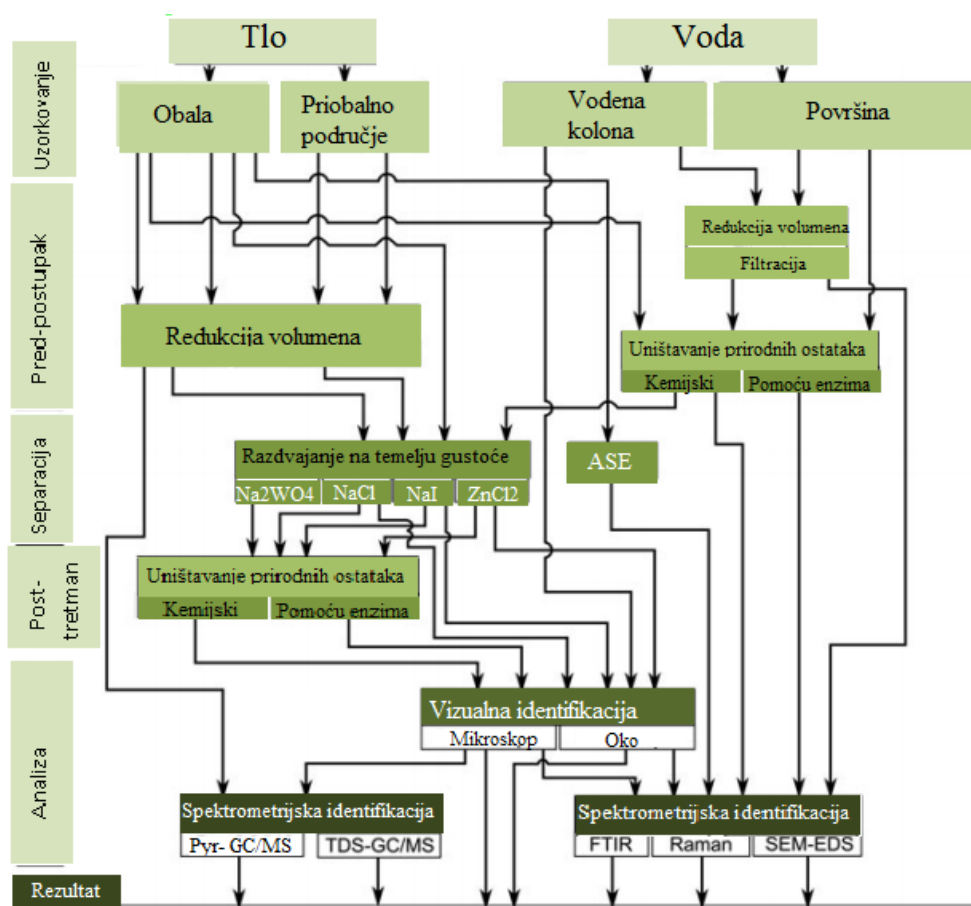 Tlo
Voda
Uzorkovanje
Obala
Priobalno
područje
Vodena
kolona
Površina
Pred-postupak
Redukcija volumena
Filtracija
Redukcija volumena
Uništavanje prirodnih ostataka
Kemijski
Pomoću enzima
Separacija
Razdvajanje na temelju gustoće
Na2WO4
NaCl
NaI
ZnCl2
ASE
Post-
tretman
Uništavanje prirodnih ostataka
Kemijski
Pomoću enzima
Analiza
Vizualna identifikacija
Mikroskop
Oko
Spektrometrijska identifikacija
Pyr- GC/MS
TDS-GC/MS
Spektrometrijska identifikacija
FTIR
Raman
SEM-EDS
Rezultat